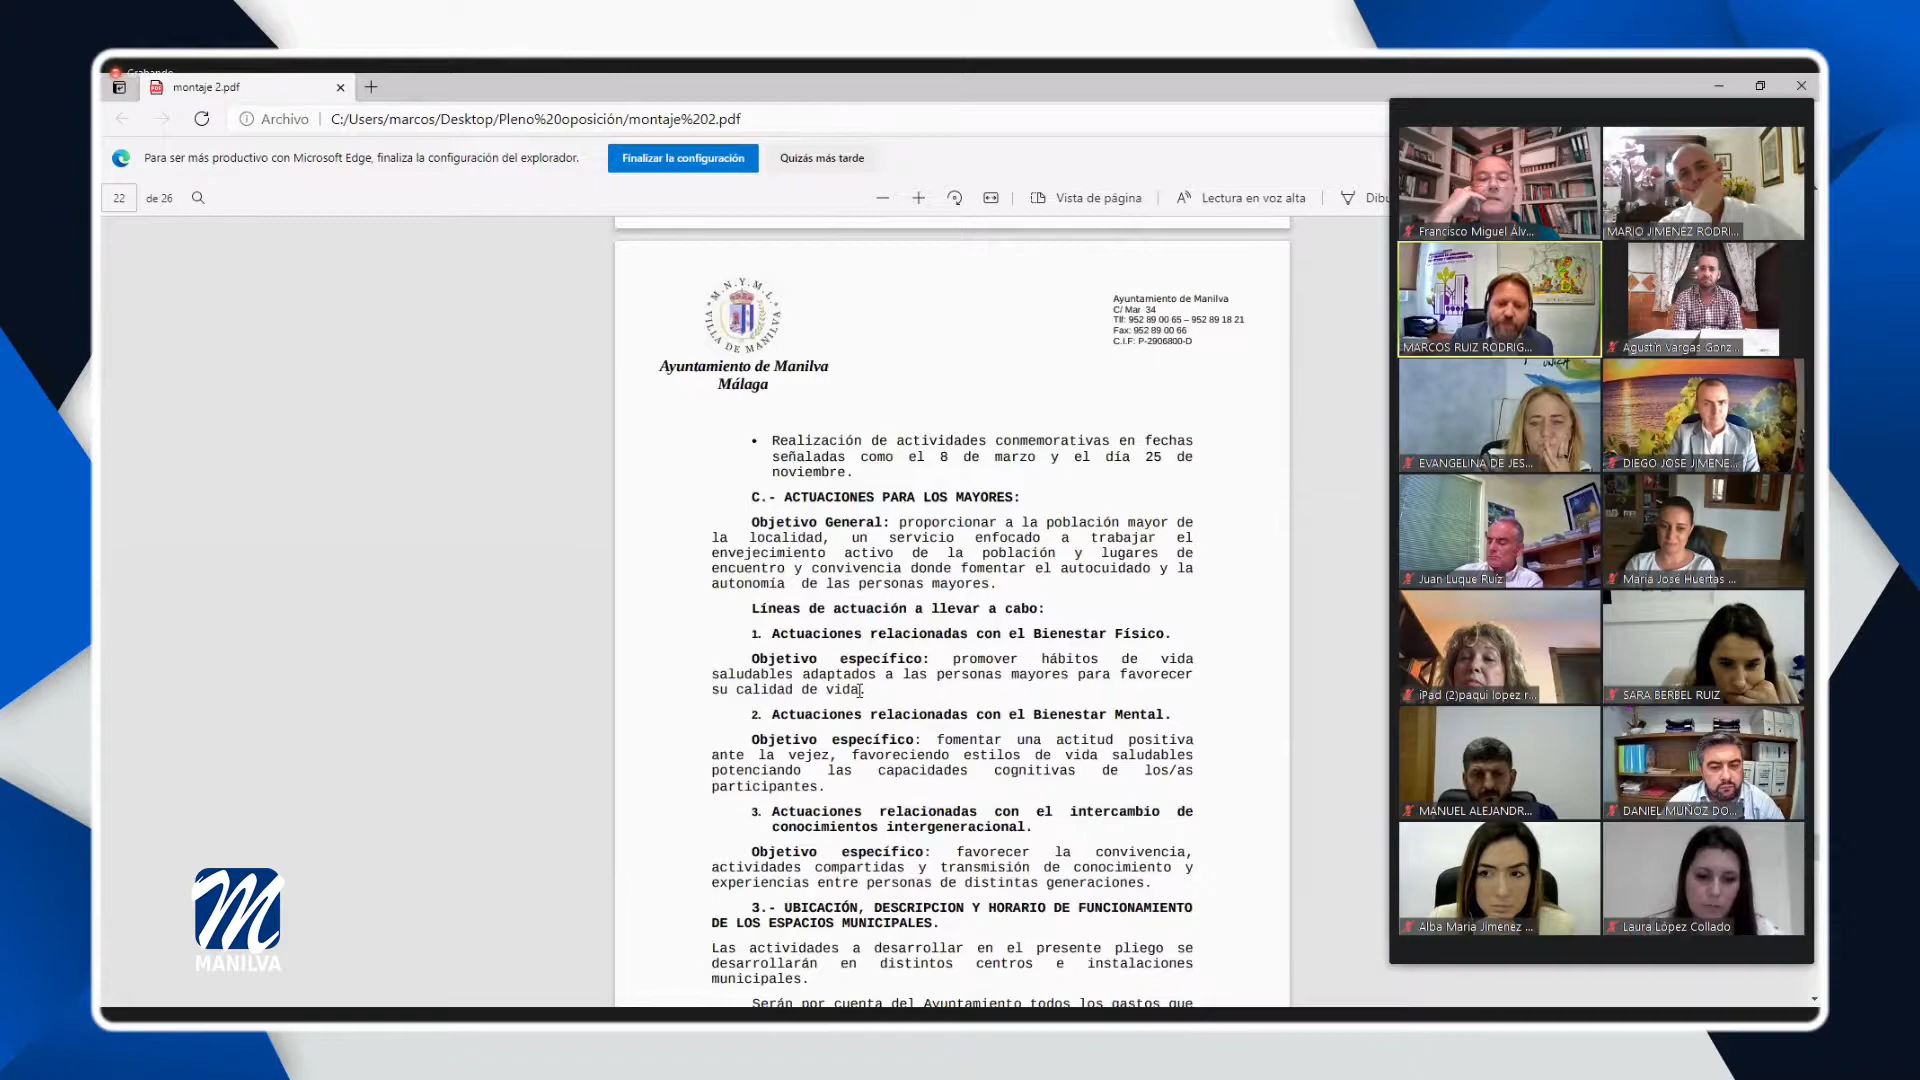 Grabando
montaje 2.pdf
Archivo | C:/Users/marcos/Desktop/Pleno%20oposición/montaje%202.pdf
Para ser más productivo con Microsoft Edge, finaliza la configuración del explorador.
Finalizar la configuración
Quizás más tarde
22 de 26
Vista de página
Lectura en voz alta
Dibu
M.N.Y.M.L.
VILLA DE MANILVA
Ayuntamiento de Manilva
Málaga
Ayuntamiento de Manilva
C/ Mar 34
Tlf: 952 89 00 65 – 952 89 18 21
Fax: 952 89 00 66
C.I.F: P-2906800-D
• Realización de actividades conmemorativas en fechas
señaladas como el 8 de marzo y el día 25 de
noviembre.
C.- ACTUACIONES PARA LOS MAYORES:
Objetivo General: proporcionar a la población mayor de
la localidad, un servicio enfocado a trabajar el
envejecimiento activo de la población y lugares de
encuentro y convivencia donde fomentar el autocuidado y la
autonomía de las personas mayores.
Líneas de actuación a llevar a cabo:
1. Actuaciones relacionadas con el Bienestar Físico.
Objetivo específico: promover hábitos de vida
saludables adaptados a las personas mayores para favorecer
su calidad de vida.
2. Actuaciones relacionadas con el Bienestar Mental.
Objetivo específico: fomentar una actitud positiva
ante la vejez, favoreciendo estilos de vida saludables
potenciando las capacidades cognitivas de los/as
participantes.
3. Actuaciones relacionadas con el intercambio de
conocimientos intergeneracional.
Objetivo específico: favorecer la convivencia,
actividades compartidas y transmisión de conocimiento y
experiencias entre personas de distintas generaciones.
3.- UBICACIÓN, DESCRIPCION Y HORARIO DE FUNCIONAMIENTO
DE LOS ESPACIOS MUNICIPALES.
Las actividades a desarrollar en el presente pliego se
desarrollarán en distintos centros e instalaciones
municipales.
Serán por cuenta del Ayuntamiento todos los gastos que
Francisco Miguel Álv...
MARIO JIMENEZ RODRI...
MARCOS RUIZ RODRIG...
Agustín Vargas Gonz...
EVANGELINA DE JES...
DIEGO JOSE JIMENE...
Juan Luque Ruiz
Maria José Huertas ...
iPad (2)paqui lopez r...
SARA BERBEL RUIZ
MANUEL ALEJANDR...
DANIEL MUÑOZ DO...
Alba Maria Jimenez ...
Laura López Collado
MANILVA